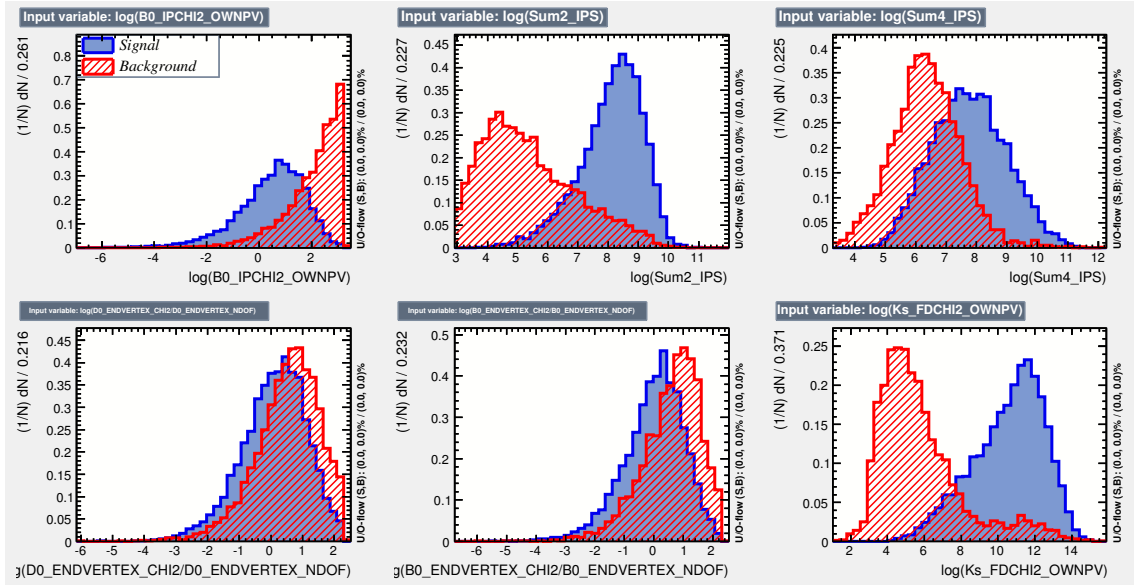 Input variable: log(B0_IPCHI2_OWNPV)
(1/N) dN / 0.261
Signal
Background
0.8
0.7
0.6
0.5
0.4
0.3
0.2
0.1
0
-6 -4 -2 0 2
log(B0_IPCHI2_OWNPV)
U/O-flow (S,B): (0.0, 0.0)% / (0.0, 0.0)%
Input variable: log(Sum2_IPS)
(1/N) dN / 0.227
0.45
0.4
0.35
0.3
0.25
0.2
0.15
0.1
0.05
0
3 4 5 6 7 8 9 10 11
log(Sum2_IPS)
U/O-flow (S,B): (0.0, 0.0)% / (0.0, 0.0)%
Input variable: log(Sum4_IPS)
(1/N) dN / 0.225
0.4
0.35
0.3
0.25
0.2
0.15
0.1
0.05
0
4 5 6 7 8 9 10 11 12
log(Sum4_IPS)
U/O-flow (S,B): (0.0, 0.0)% / (0.0, 0.0)%
Input variable: log(D0_ENDVERTEX_CHI2/D0_ENDVERTEX_NDOF)
(1/N) dN / 0.216
0.45
0.4
0.35
0.3
0.25
0.2
0.15
0.1
0.05
0
-6 -5 -4 -3 -2 -1 0 1 2
g(D0_ENDVERTEX_CHI2/D0_ENDVERTEX_NDOF)
U/O-flow (S,B): (0.0, 0.0)% / (0.0, 0.0)%
Input variable: log(B0_ENDVERTEX_CHI2/B0_ENDVERTEX_NDOF)
(1/N) dN / 0.232
0.5
0.4
0.3
0.2
0.1
0
-6 -5 -4 -3 -2 -1 0 1 2
g(B0_ENDVERTEX_CHI2/B0_ENDVERTEX_NDOF)
U/O-flow (S,B): (0.0, 0.0)% / (0.0, 0.0)%
Input variable: log(Ks_FDCHI2_OWNPV)
(1/N) dN / 0.371
0.25
0.2
0.15
0.1
0.05
0
2 4 6 8 10 12 14
log(Ks_FDCHI2_OWNPV)
U/O-flow (S,B): (0.0, 0.0)% / (0.0, 0.0)%